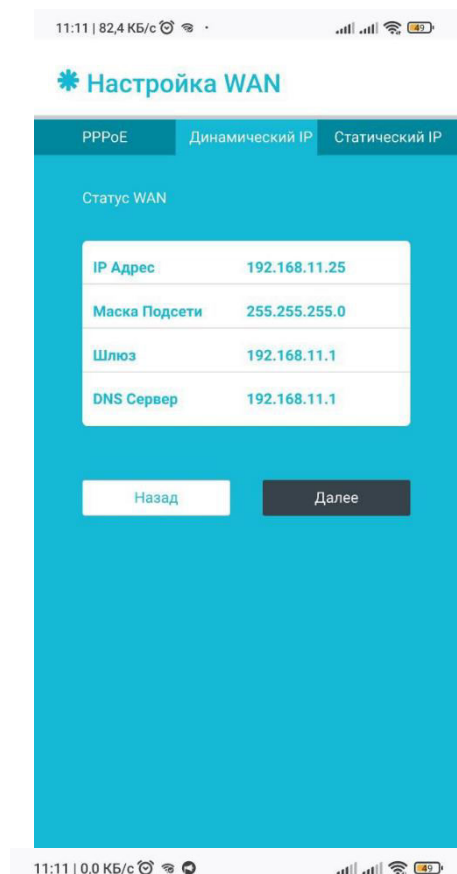 11:11 | 82,4 КБ/с 49
Настройка WAN
PPPoE Динамический IP Статический IP
Статус WAN
IP Адрес 192.168.11.25
Маска Подсети 255.255.255.0
Шлюз 192.168.11.1
DNS Сервер 192.168.11.1
Назад Далее
11:11 | 0,0 КБ/с 49